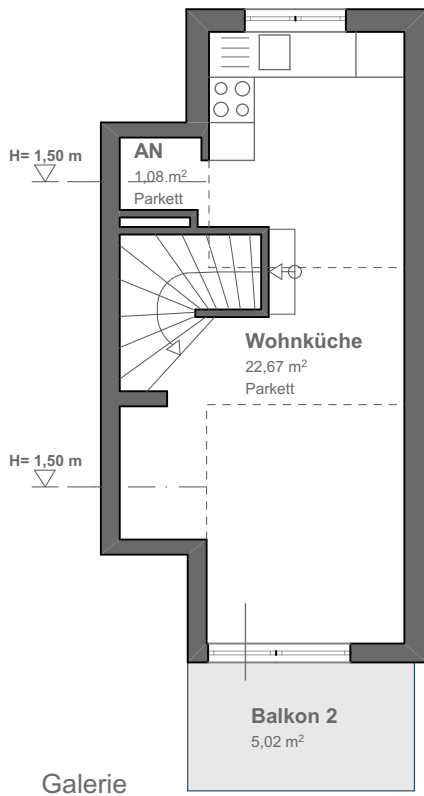 AN
H= 1,50 m
1,08 m²
Parkett
Wohnküche
22,67 m²
Parkett
H= 1,50 m
Balkon 2
5,02 m²
Galerie